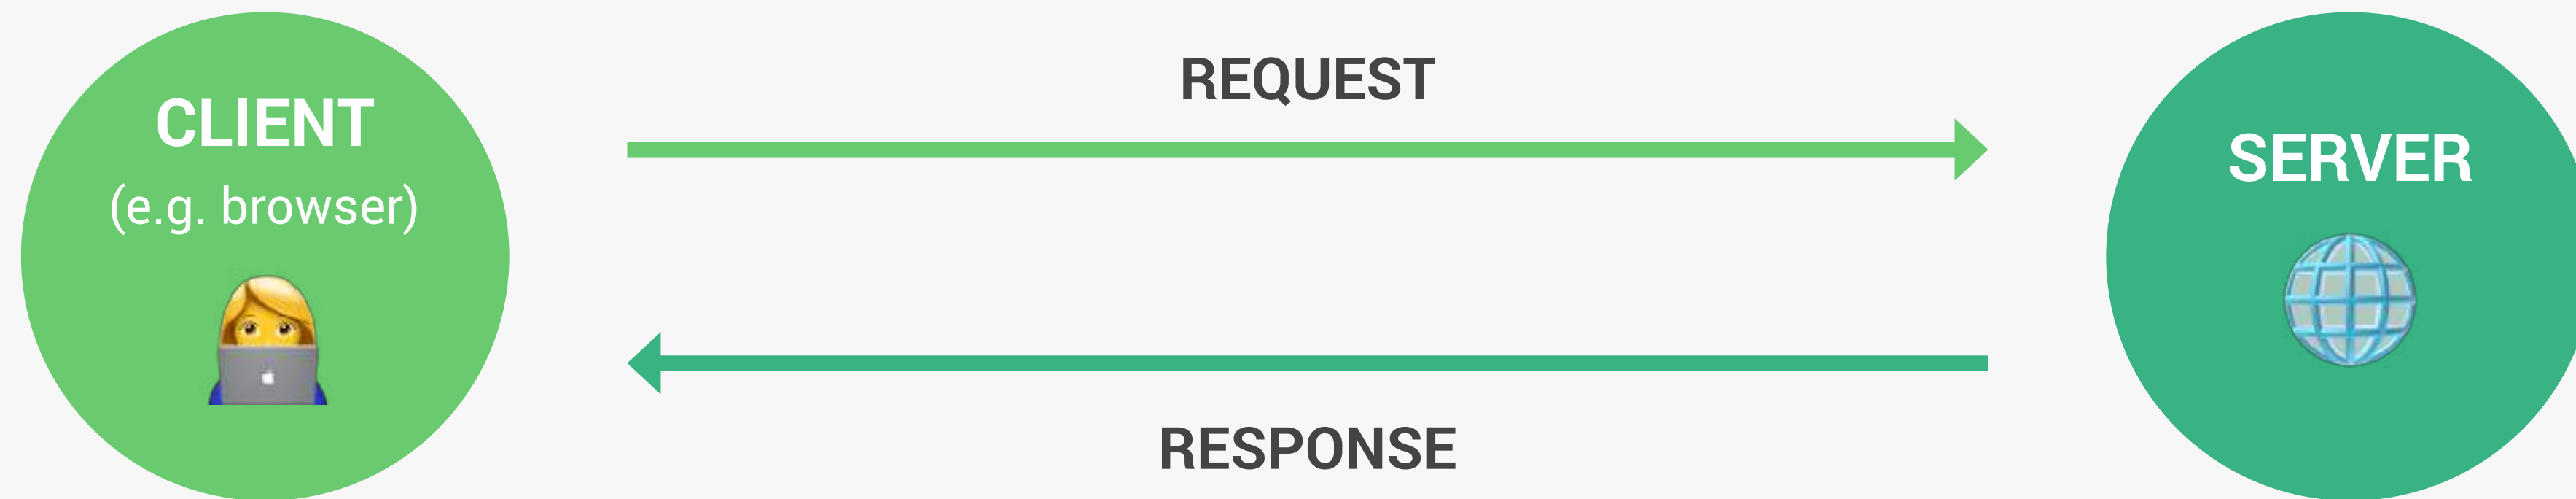 CLIENT
(e.g. browser)
REQUEST
RESPONSE
SERVER